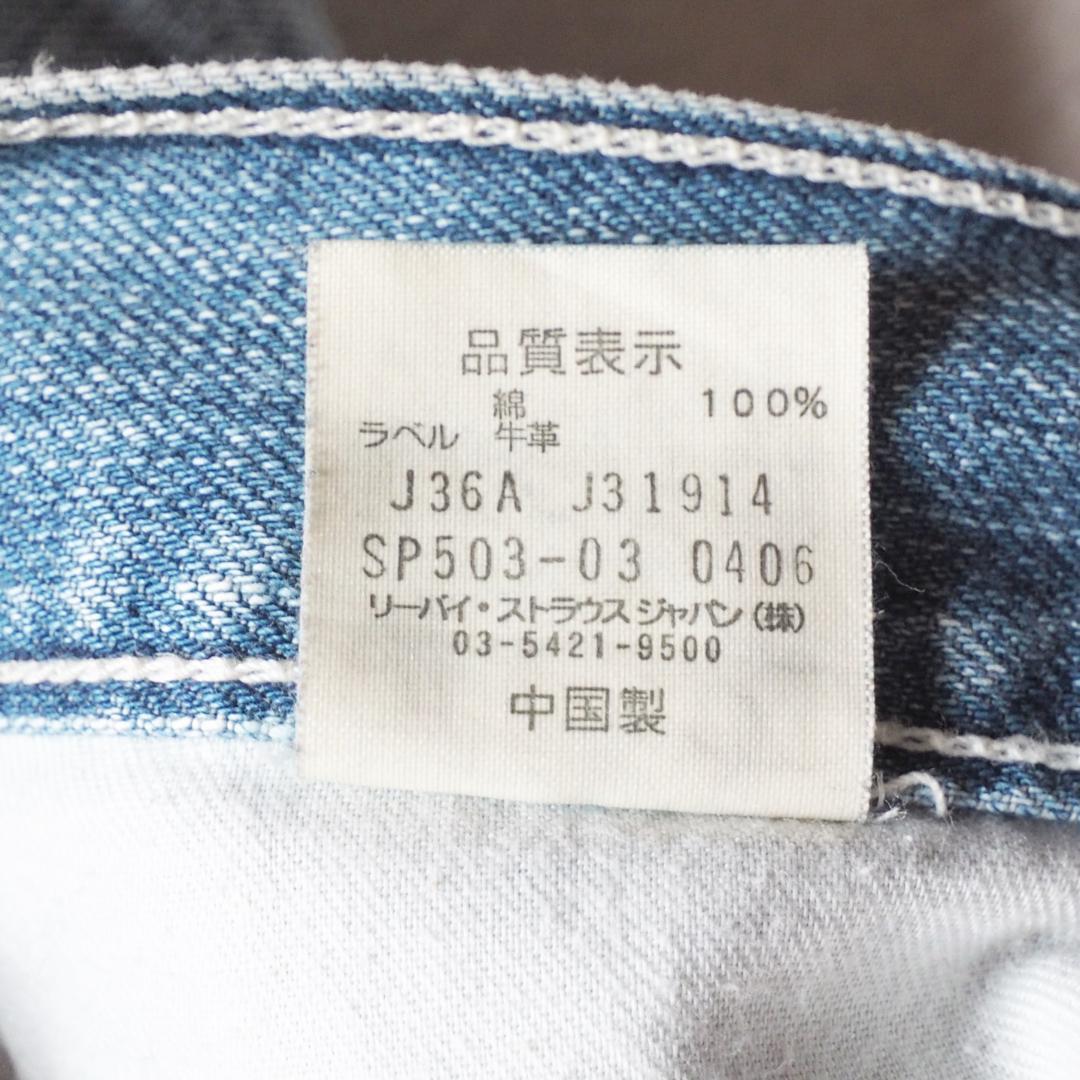 品質表示
綿 100%
ラベル 牛革
J36A J31914
SP503-03 0406
リーバイ・ストラウスジャパン(株)
03-5421-9500
中国製